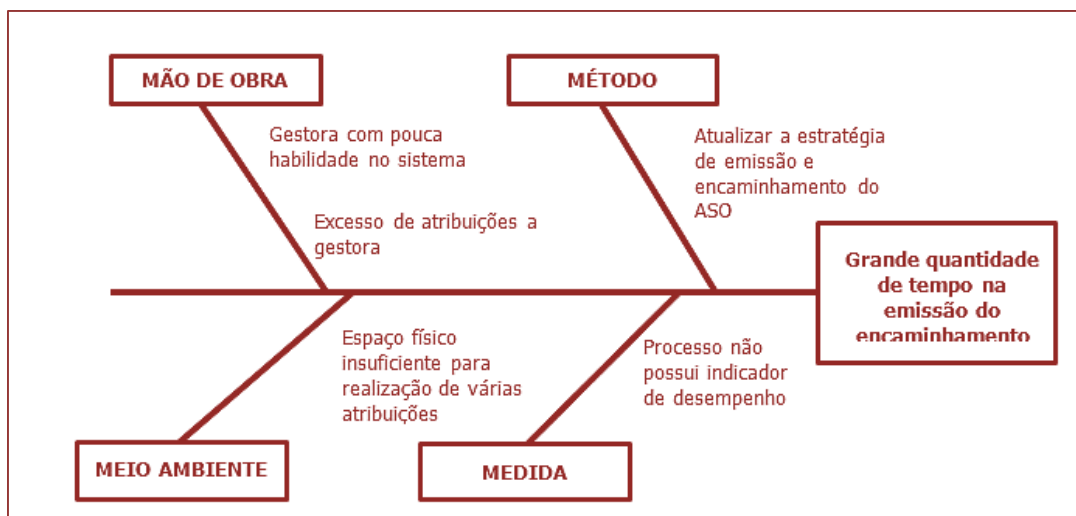 MÃO DE OBRA
MÉTODO
Gestora com pouca
habilidade no sistema
Excesso de atribuições a
gestora
Atualizar a estratégia
de emissão e
encaminhamento do
ASO
Grande quantidade
de tempo na
emissão do
encaminhamento
Espaço físico
insuficiente para
realização de várias
atribuições
Processo não
possui indicador
de desempenho
MEIO AMBIENTE
MEDIDA